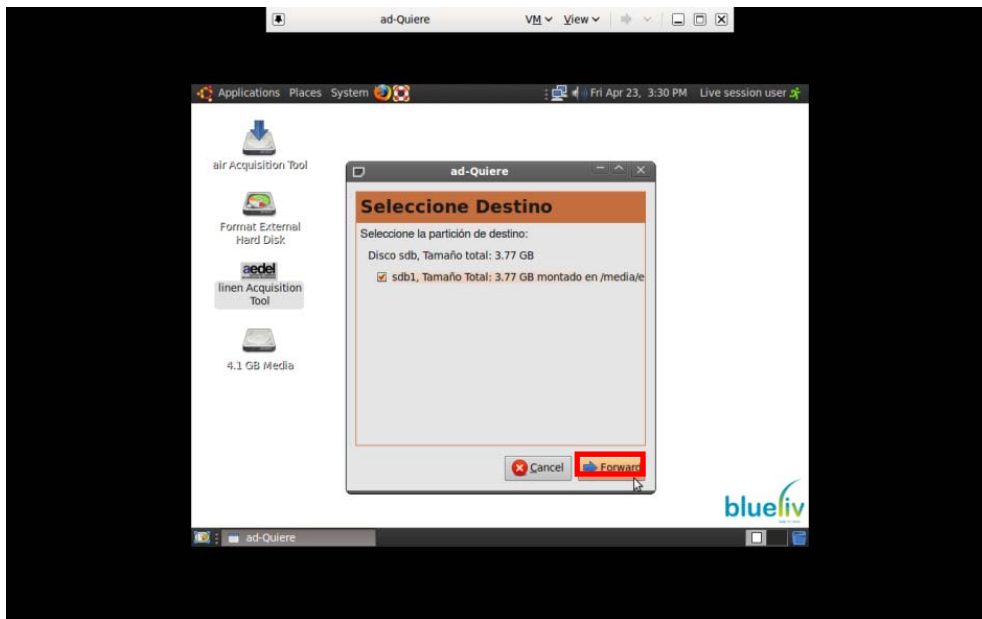 ad-Quiere
VM View
Applications Places System
Fri Apr 23, 3:30 PM Live session user
air Acquisition Tool
Format External
Hard Disk
aedel
linen Acquisition
Tool
4.1 GB Media
ad-Quiere
Seleccione Destino
Seleccione la partición de destino:
Disco sdb, Tamaño total: 3.77 GB
sdb1, Tamaño Total: 3.77 GB montado en /media/e
Cancel
Forward
blueliv
ad-Quiere